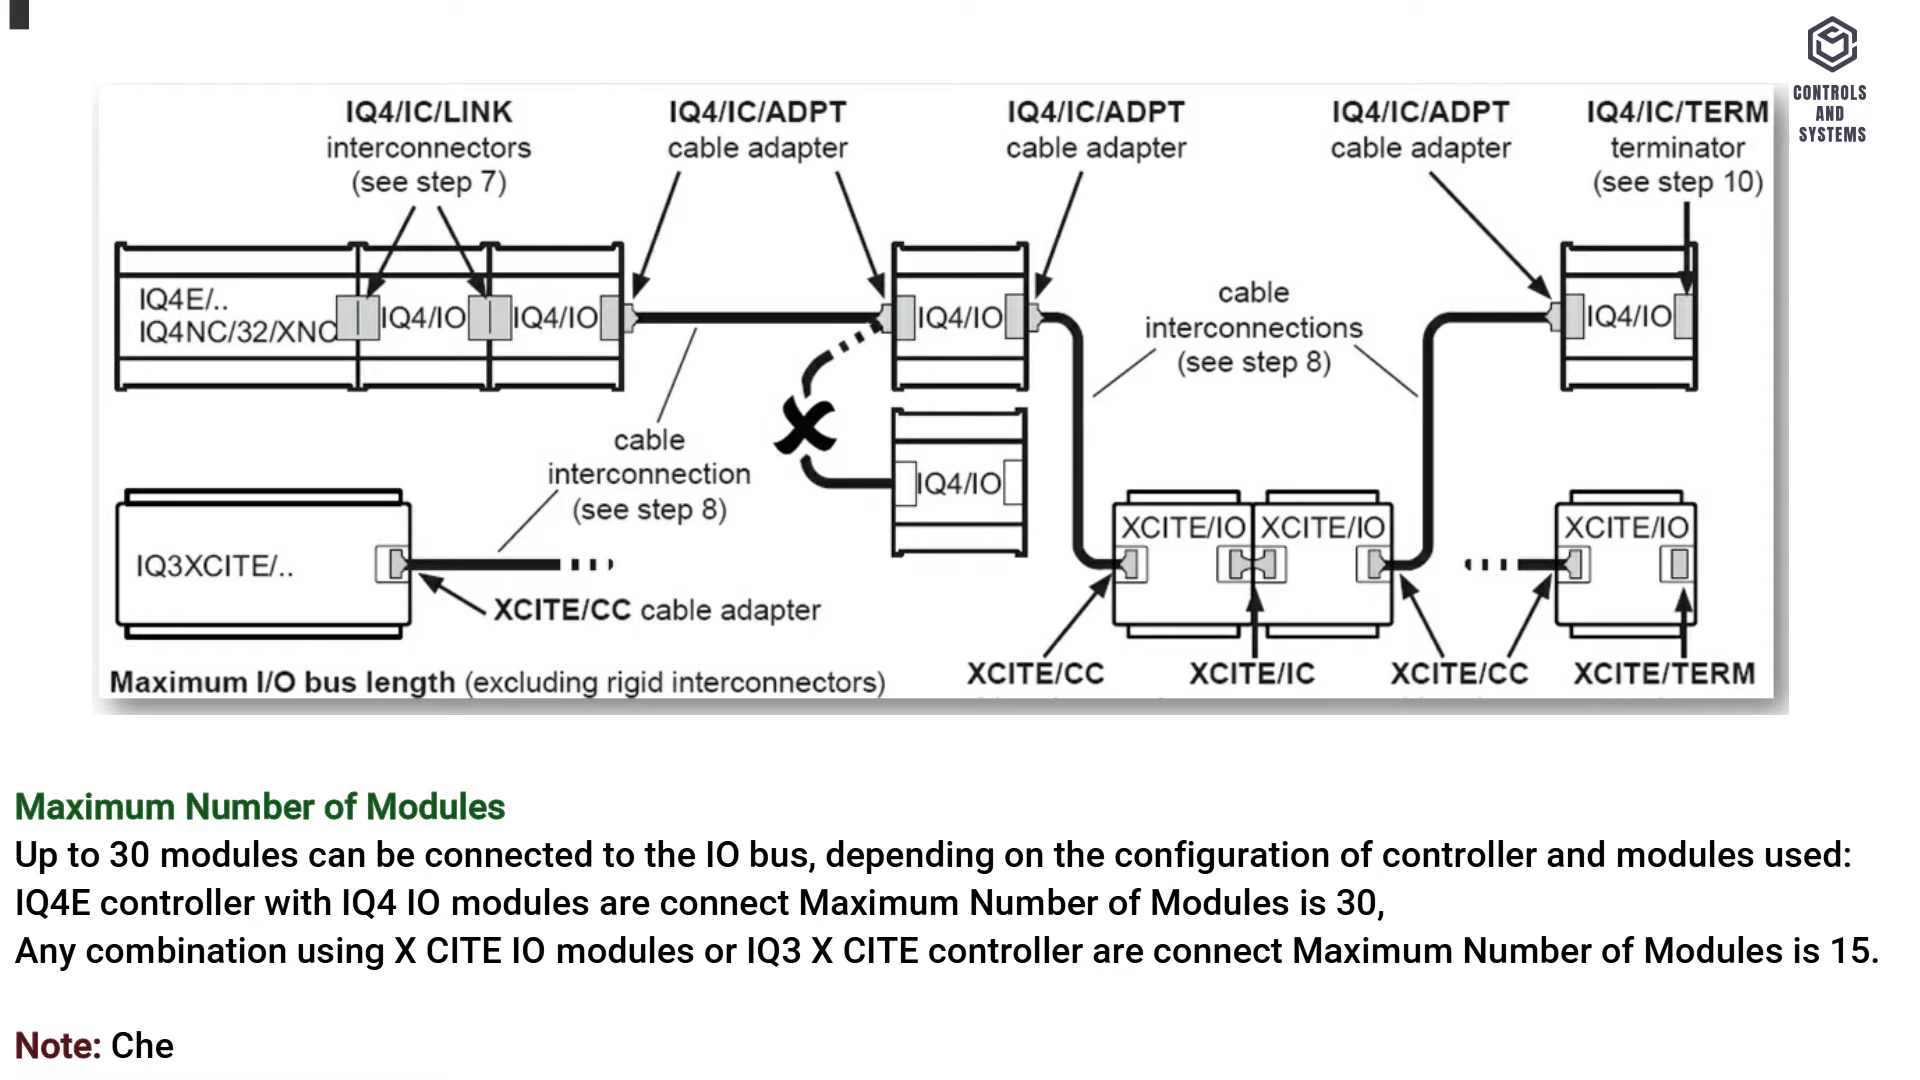 CONTROLS
AND
SYSTEMS
IQ4/IC/LINK
interconnectors
(see step 7)
IQ4/IC/ADPT
cable adapter
IQ4/IC/ADPT
cable adapter
IQ4/IC/ADPT
cable adapter
IQ4/IC/TERM
terminator
(see step 10)
IQ4E/..
IQ4NC/32/XNC
IQ4/IO
IQ4/IO
IQ4/IO
cable
interconnections
(see step 8)
IQ4/IO
cable
interconnection
(see step 8)
IQ4/IO
IQ3XCITE/..
XCITE/CC cable adapter
XCITE/IO
XCITE/IO
XCITE/IO
XCITE/CC
XCITE/IC
XCITE/CC
XCITE/TERM
Maximum I/O bus length (excluding rigid interconnectors)
Maximum Number of Modules
Up to 30 modules can be connected to the IO bus, depending on the configuration of controller and modules used:
IQ4E controller with IQ4 IO modules are connect Maximum Number of Modules is 30,
Any combination using X CITE IO modules or IQ3 X CITE controller are connect Maximum Number of Modules is 15.
Note: Che